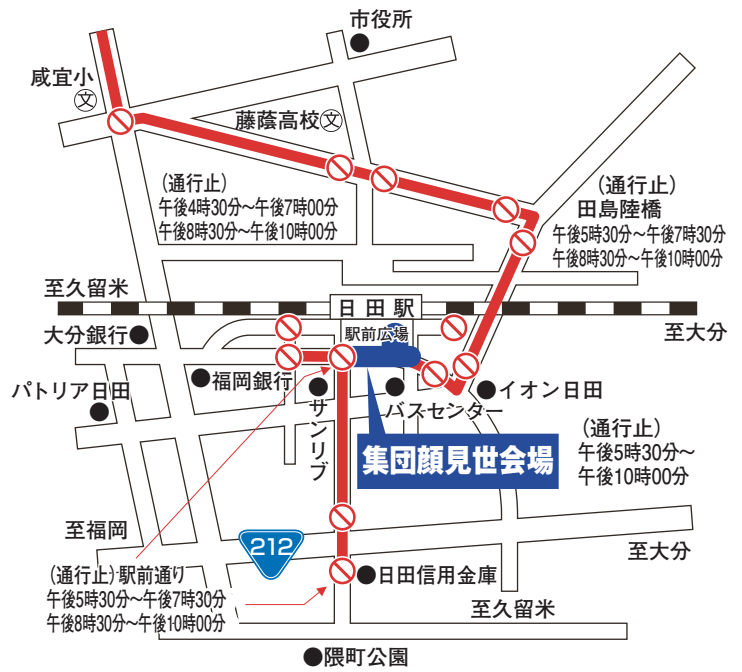 市役所
咸宜小
文
藤蔭高校文
(通行止)
午後4時30分~午後7時00分
午後8時30分~午後10時00分
(通行止)
田島陸橋
午後5時30分~午後7時30分
午後8時30分~午後10時00分
至久留米
日田駅
至大分
大分銀行
駅前広場
福岡銀行
パトリア日田
サンリブ
バスセンター
イオン日田
集団顔見世会場
(通行止)
午後5時30分~
午後10時00分
至福岡
212
至大分
(通行止)駅前通り
午後5時30分~午後7時30分
午後8時30分~午後10時00分
日田信用金庫
至久留米
隈町公園